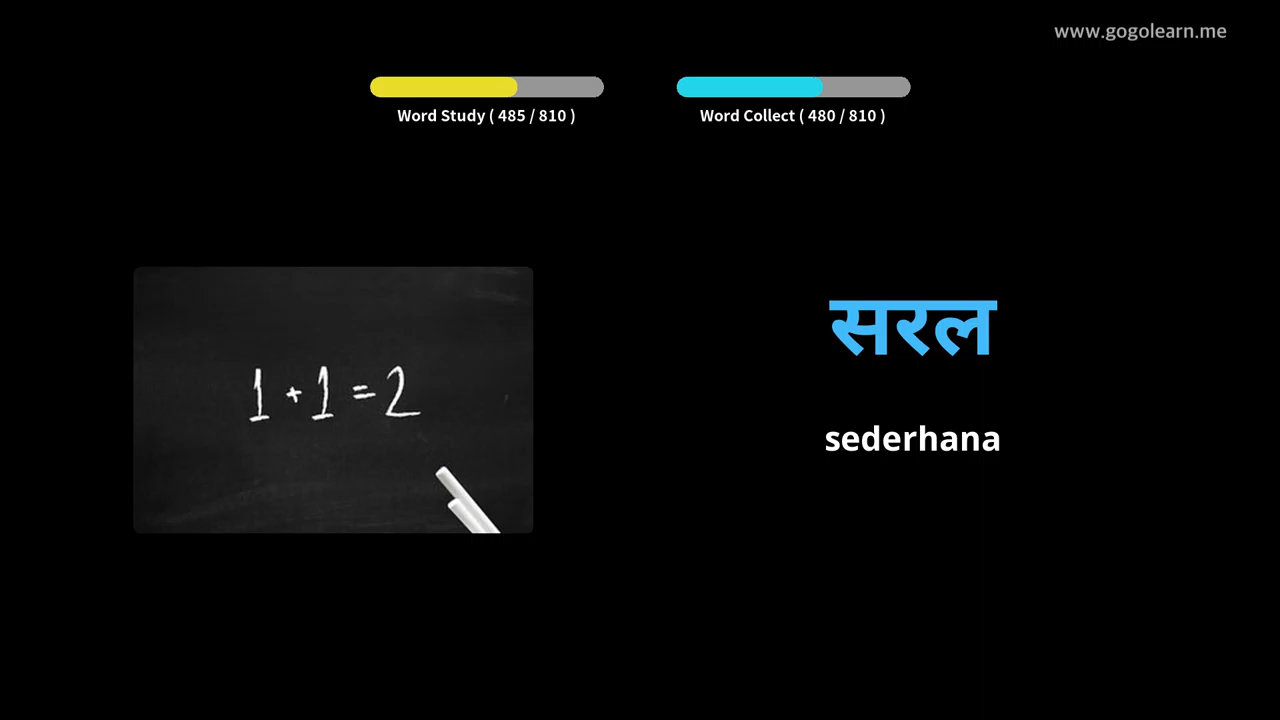 www.gogolearn.me
Word Study ( 485 / 810 )
Word Collect ( 480 / 810 )
1 + 1 = 2
सरल
sederhana